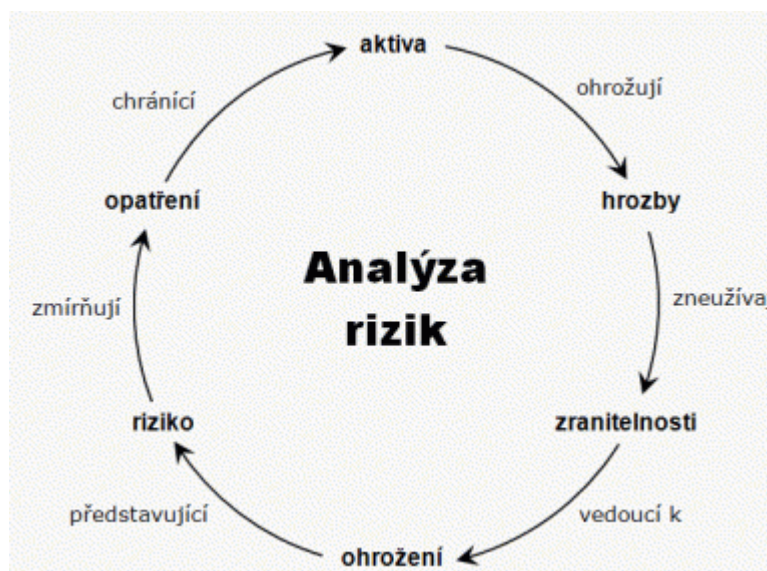 aktiva
ohrožují
hrozby
zneužívaj
zranitelnosti
vedoucí k
ohrožení
představující
riziko
zmírňují
opatření
chránící
Analýza
rizik